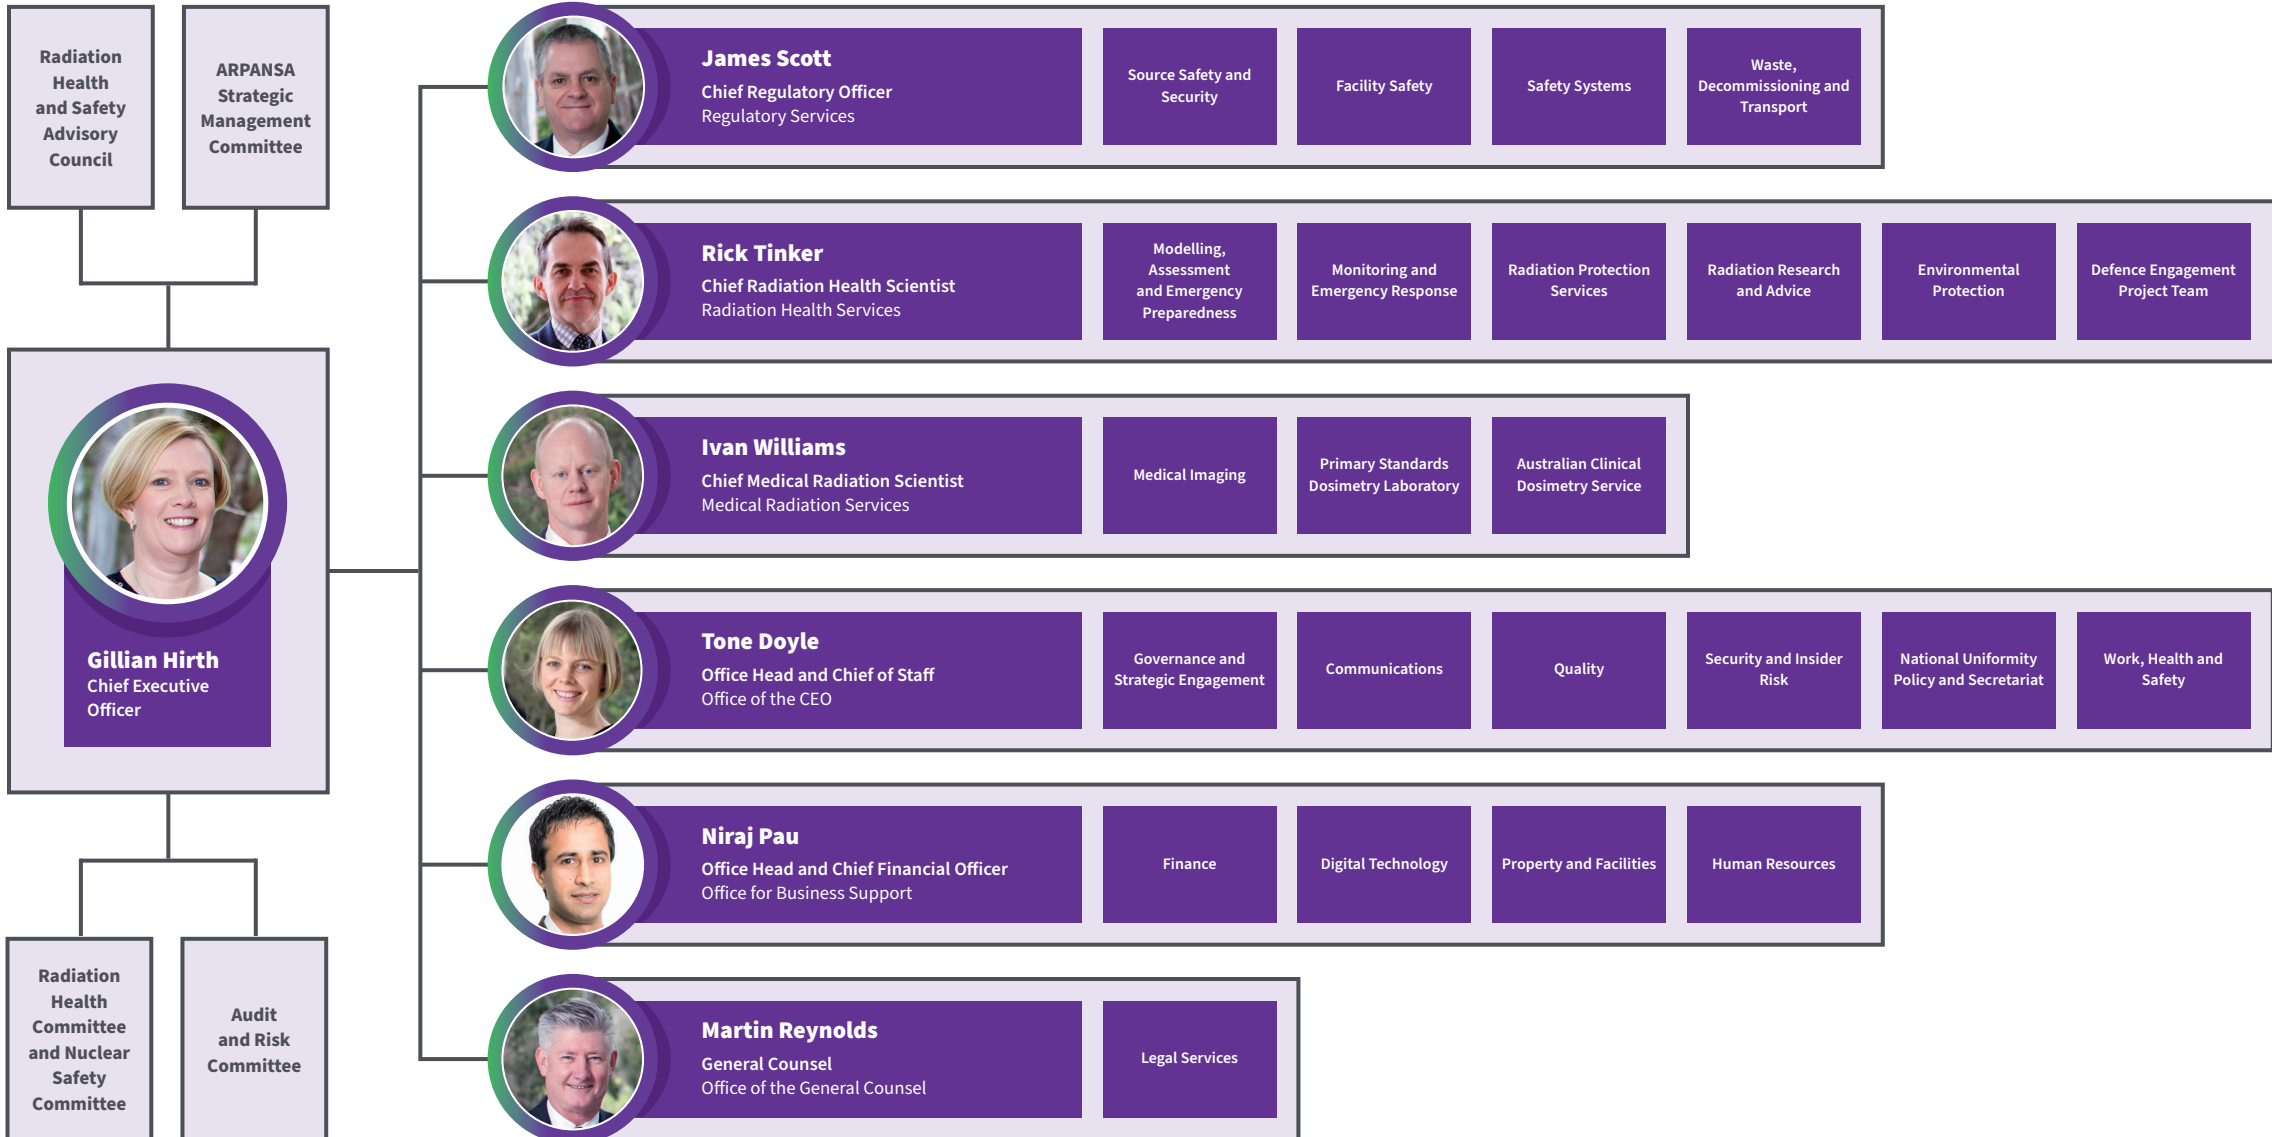 Radiation
Health
and Safety
Advisory
Council
ARPANSA
Strategic
Management
Committee
Gillian Hirth
Chief Executive
Officer
Radiation
Health
Committee
and Nuclear
Safety
Committee
Audit
and Risk
Committee
James Scott
Chief Regulatory Officer
Regulatory Services
Source Safety and
Security
Facility Safety
Safety Systems
Waste,
Decommissioning and
Transport
Rick Tinker
Chief Radiation Health Scientist
Radiation Health Services
Modelling,
Assessment
and Emergency
Preparedness
Monitoring and
Emergency Response
Radiation Protection
Services
Radiation Research
and Advice
Environmental
Protection
Defence Engagement
Project Team
Ivan Williams
Chief Medical Radiation Scientist
Medical Radiation Services
Medical Imaging
Primary Standards
Dosimetry Laboratory
Australian Clinical
Dosimetry Service
Tone Doyle
Office Head and Chief of Staff
Office of the CEO
Governance and
Strategic Engagement
Communications
Quality
Security and Insider
Risk
National Uniformity
Policy and Secretariat
Work, Health and
Safety
Niraj Pau
Office Head and Chief Financial Officer
Office for Business Support
Finance
Digital Technology
Property and Facilities
Human Resources
Martin Reynolds
General Counsel
Office of the General Counsel
Legal Services